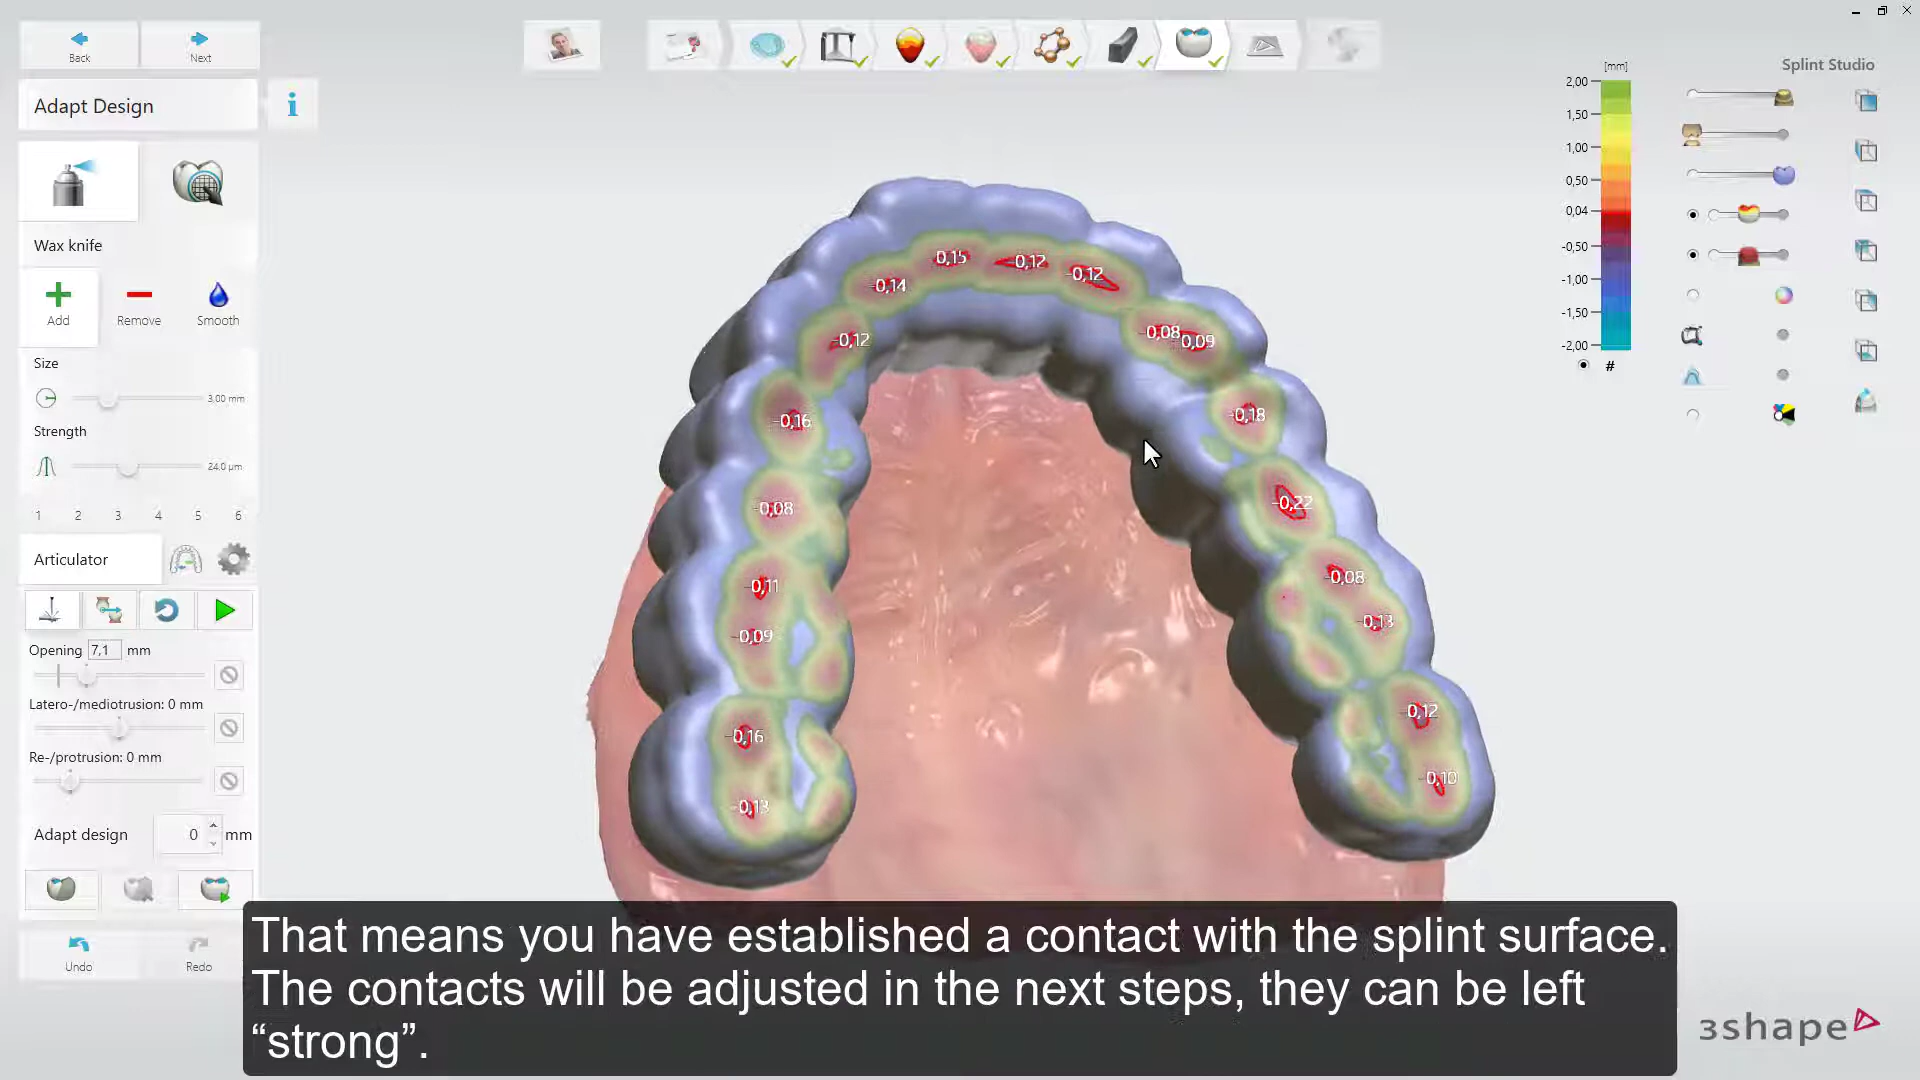 Back
Next
Adapt Design
i
Wax knife
Add
Remove
Smooth
Size
3.00 mm
Strength
24.0 µm
1 2 3 4 5 6
Articulator
Opening 7,1 mm
Latero-/mediotrusion: 0 mm
Re-/protrusion: 0 mm
Adapt design 0 mm
Undo
Redo
-0,15
-0,12
-0,12
-0,14
-0,12
-0,08
-0,09
-0,16
-0,18
-0,08
-0,22
-0,11
-0,08
-0,09
-0,13
-0,16
-0,12
-0,13
-0,10
[mm]
2,00
1,50
1,00
0,50
0,04
-0,50
-1,00
-1,50
-2,00
#
Splint Studio
That means you have established a contact with the splint surface.
The contacts will be adjusted in the next steps, they can be left
“strong”.
3shape